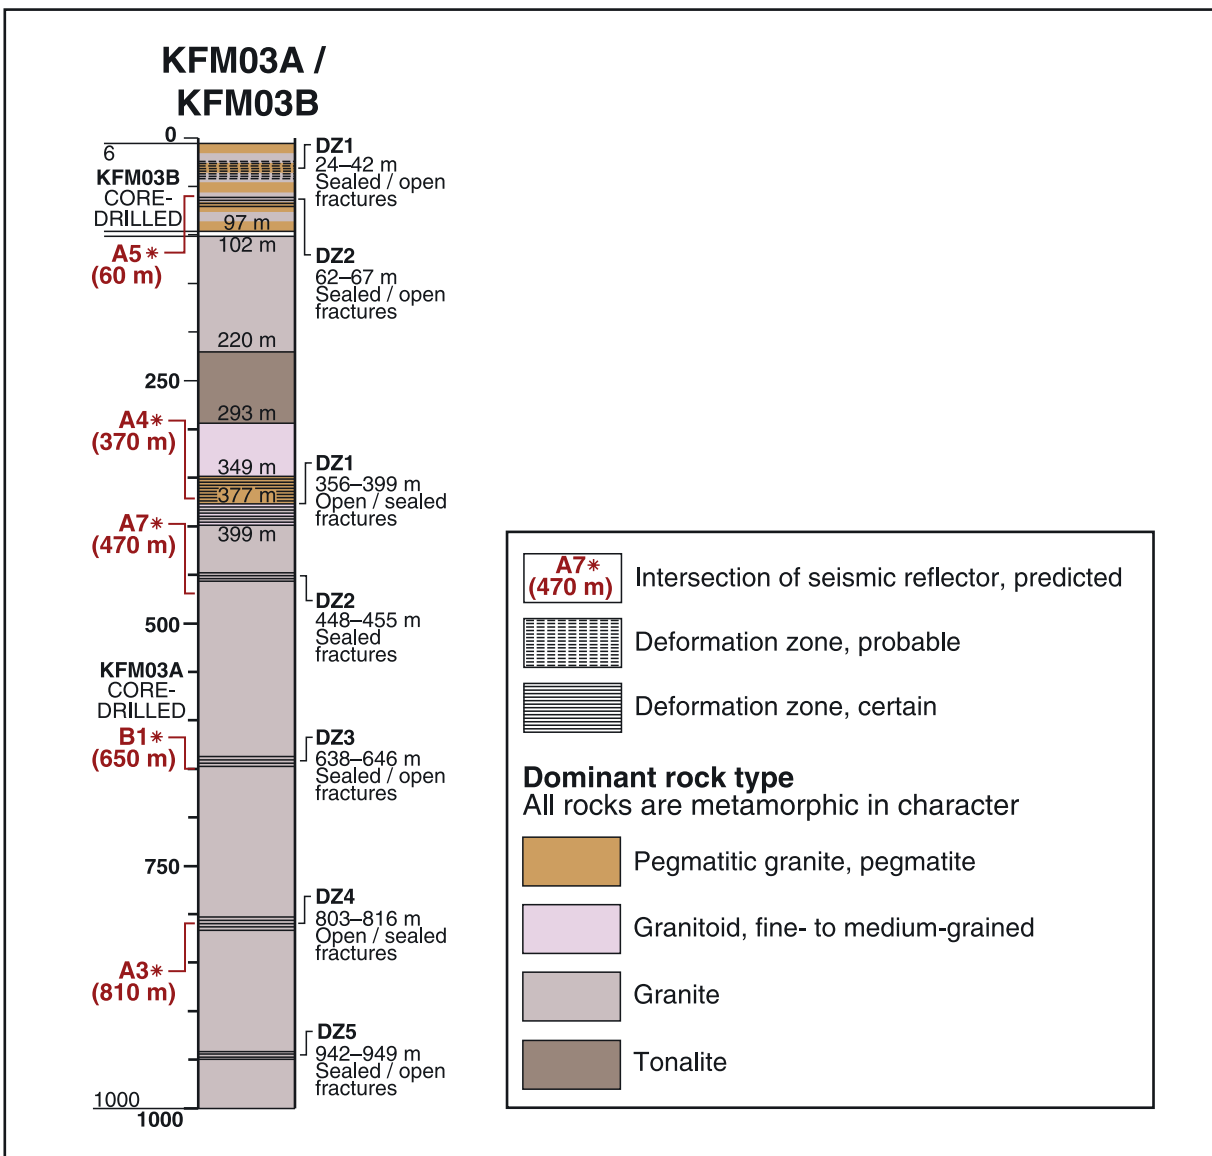 KFM03A /
KFM03B
0
6
KFM03B
CORE-
DRILLED
A5*
(60 m)
97 m
102 m
DZ1
24–42 m
Sealed / open
fractures
DZ2
62–67 m
Sealed / open
fractures
220 m
250
293 m
A4*
(370 m)
349 m
377 m
399 m
DZ1
356–399 m
Open / sealed
fractures
A7*
(470 m)
DZ2
448–455 m
Sealed
fractures
500
KFM03A
CORE-
DRILLED
B1*
(650 m)
DZ3
638–646 m
Sealed / open
fractures
750
DZ4
803–816 m
Open / sealed
fractures
A3*
(810 m)
DZ5
942–949 m
Sealed / open
fractures
1000
1000
A7*
(470 m)
Intersection of seismic reflector, predicted
Deformation zone, probable
Deformation zone, certain
Dominant rock type
All rocks are metamorphic in character
Pegmatitic granite, pegmatite
Granitoid, fine- to medium-grained
Granite
Tonalite